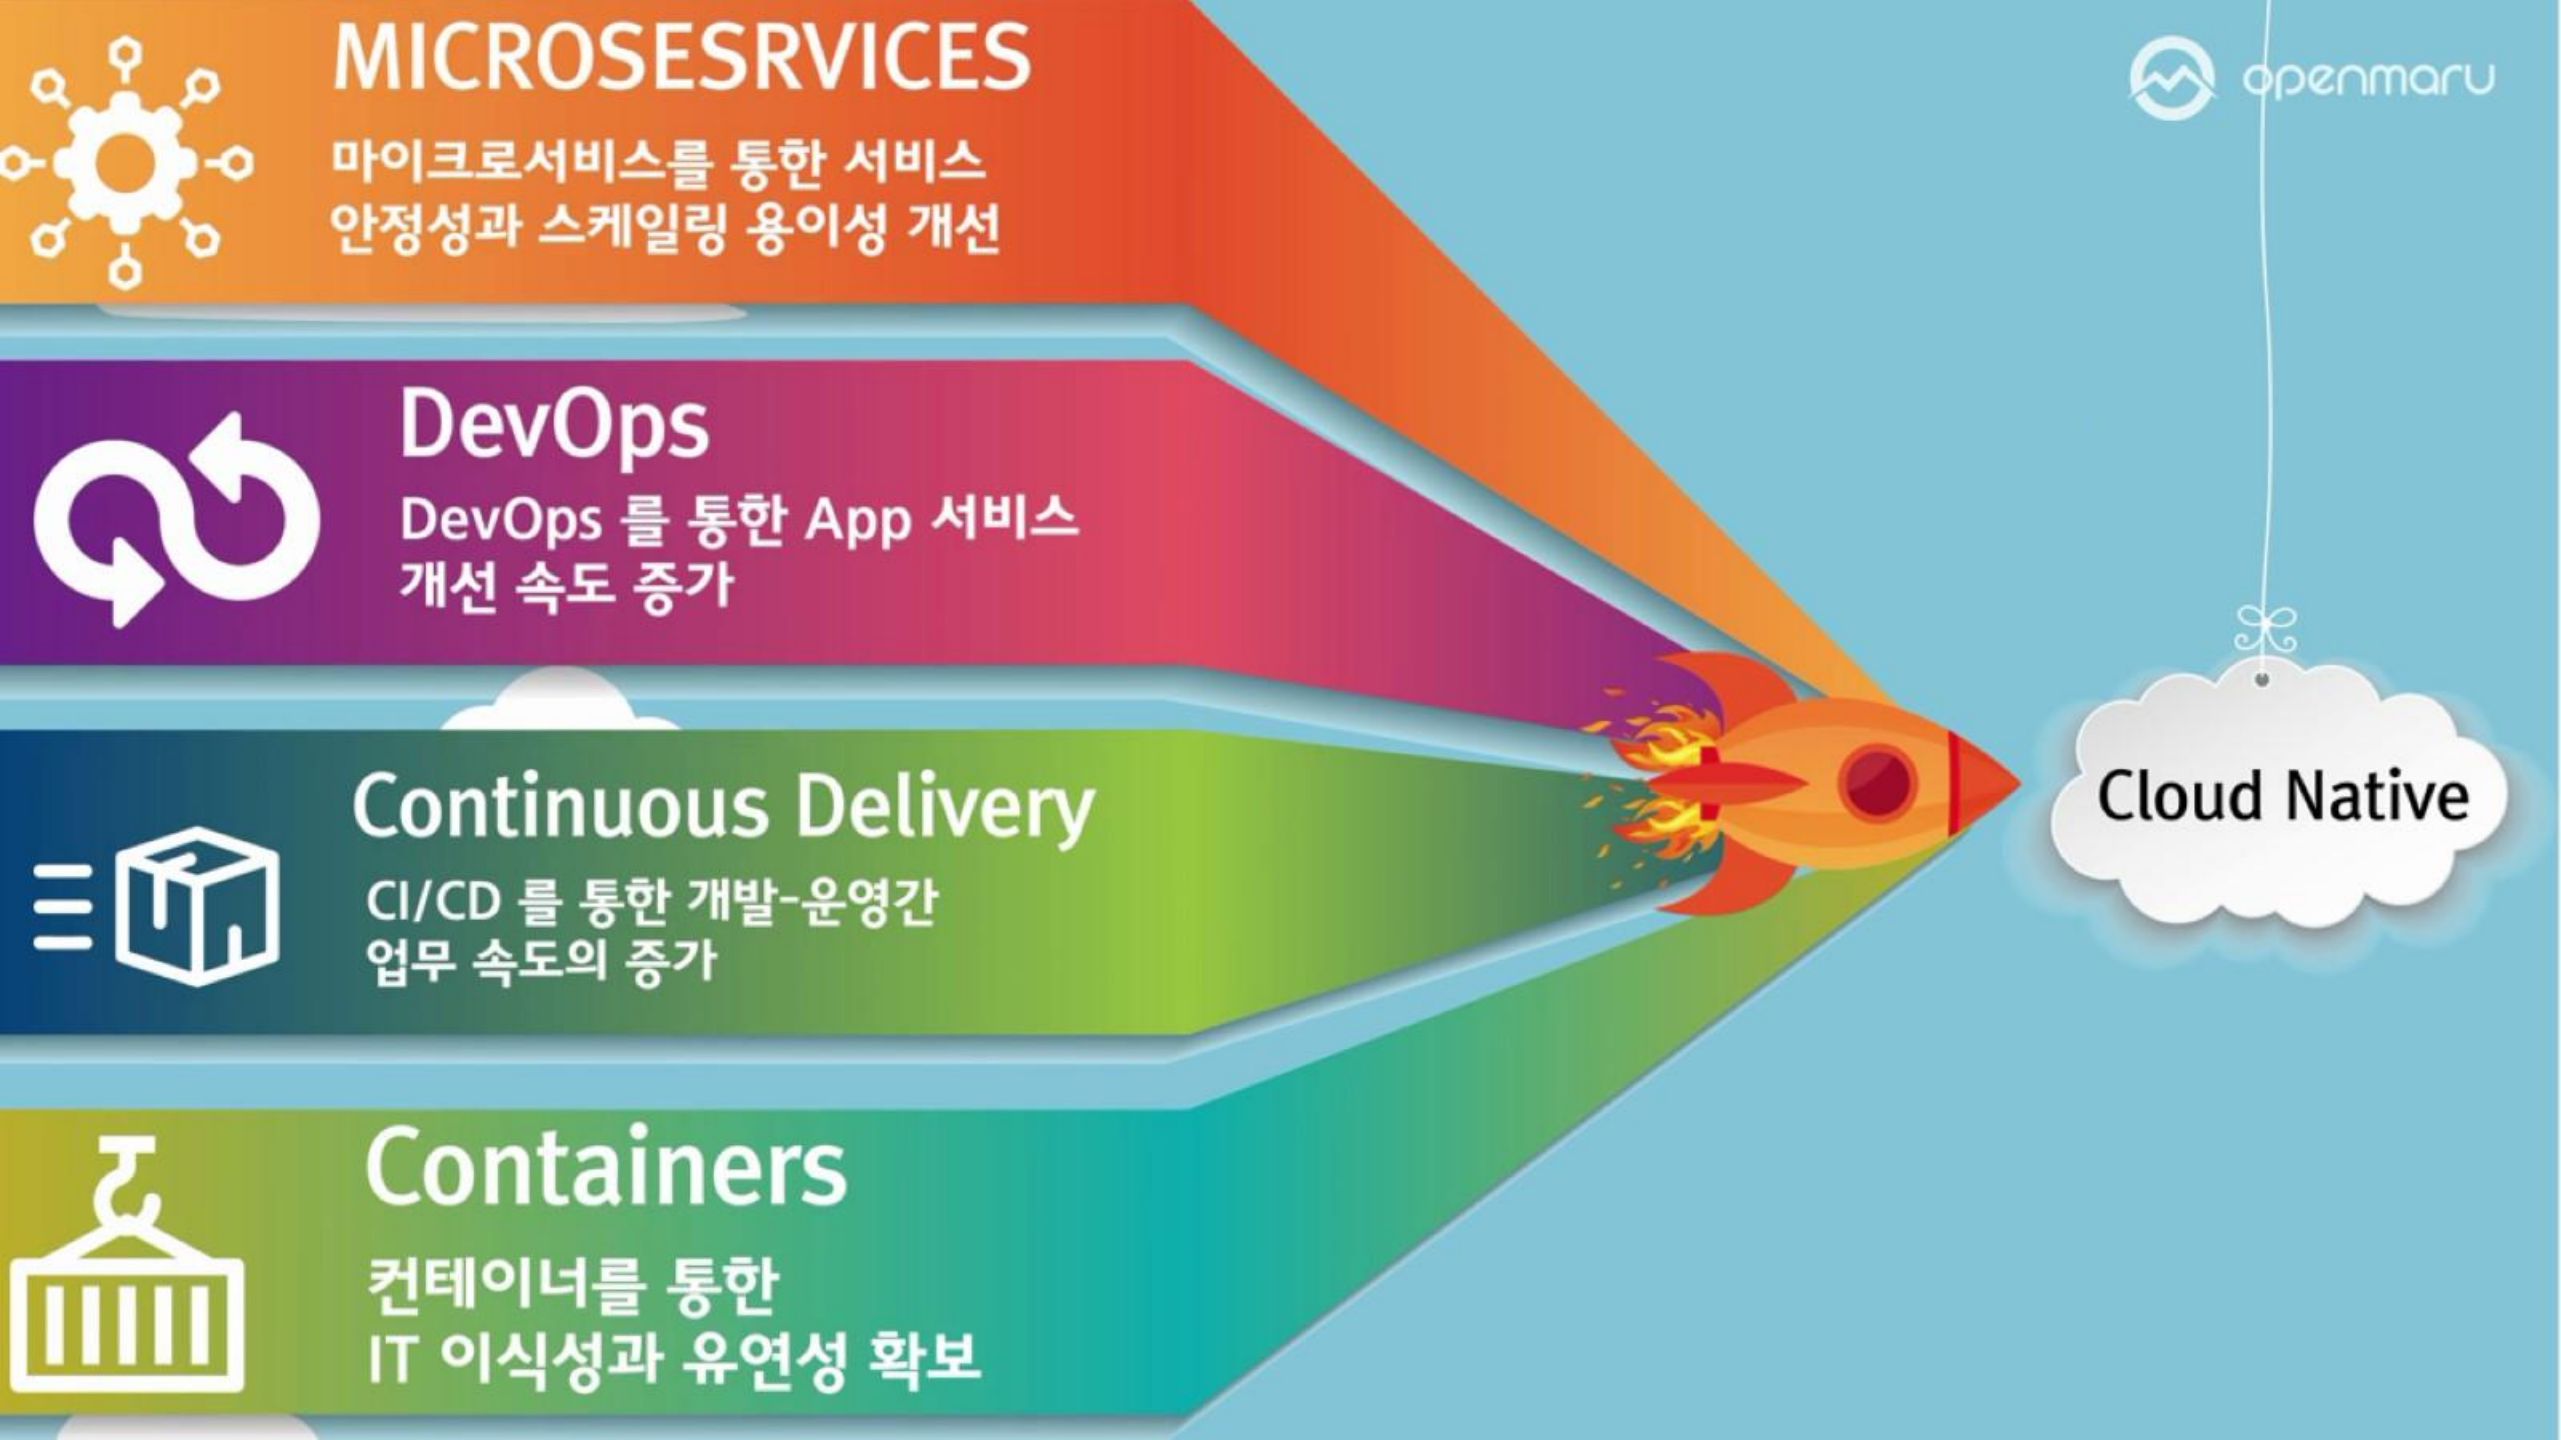 MICROSESRVICES
마이크로서비스를 통한 서비스
안정성과 스케일링 용이성 개선
openmaru
DevOps
DevOps 를 통한 App 서비스
개선 속도 증가
Continuous Delivery
CI/CD 를 통한 개발-운영간
업무 속도의 증가
Cloud Native
Containers
컨테이너를 통한
IT 이식성과 유연성 확보